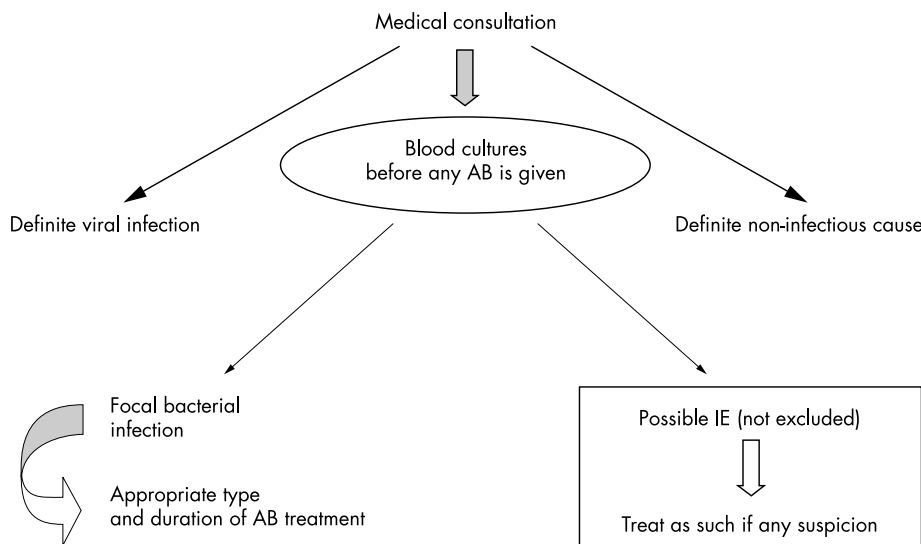 Medical consultation
Blood cultures
before any AB is given
Definite viral infection
Definite non-infectious cause
Focal bacterial
infection
Possible IE (not excluded)
Appropriate type
and duration of AB treatment
Treat as such if any suspicion